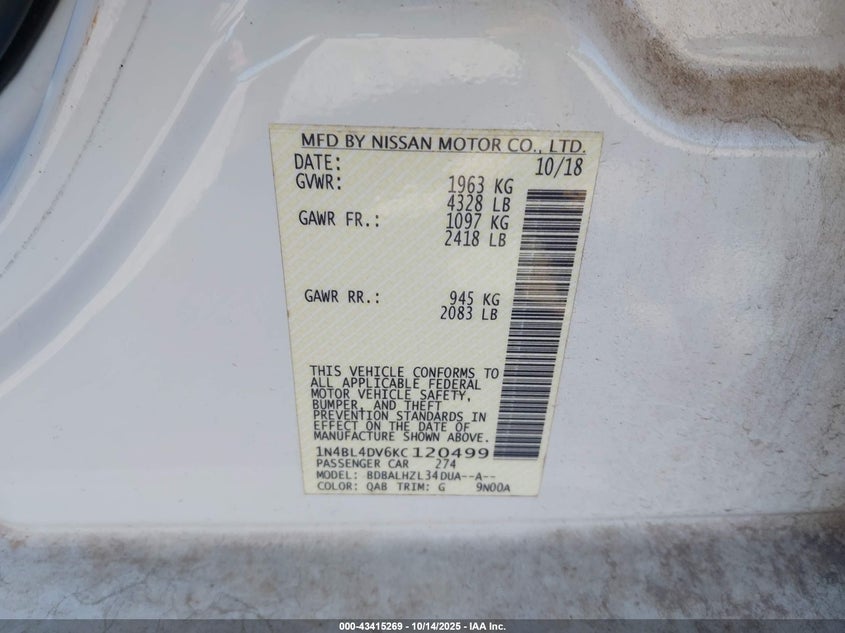 MFD BY NISSAN MOTOR CO., LTD.
DATE: 10/18
GVWR: 1963 KG
4328 LB
GAWR FR.: 1097 KG
2418 LB
GAWR RR.: 945 KG
2083 LB
THIS VEHICLE CONFORMS TO
ALL APPLICABLE FEDERAL
MOTOR VEHICLE SAFETY,
BUMPER, AND THEFT
PREVENTION STANDARDS IN
EFFECT ON THE DATE OF
MANUFACTURE SHOWN ABOVE.
1N4BL4DV6KC120499
PASSENGER CAR 274
MODEL: BDBALHZL34DUA--A--
COLOR: QAB TRIM: G 9N00A
000-43415269 | 10/14/2025 - IAA Inc.